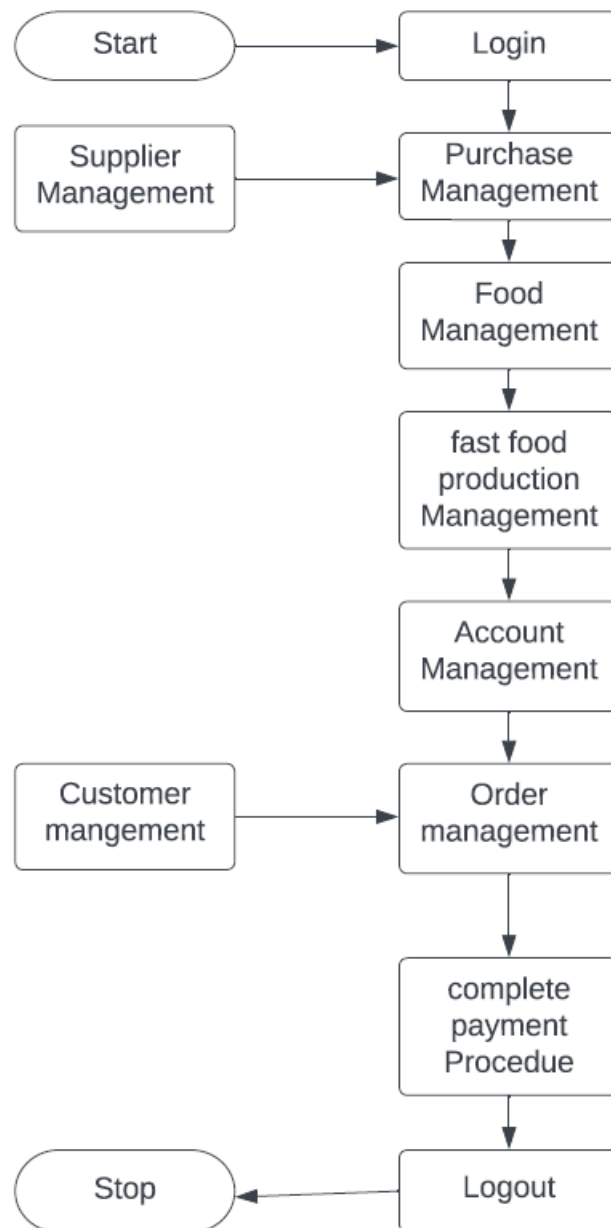 Start
Login
Supplier
Management
Purchase
Management
Food
Management
fast food
production
Management
Account
Management
Customer
mangement
Order
management
complete
payment
Procedue
Stop
Logout